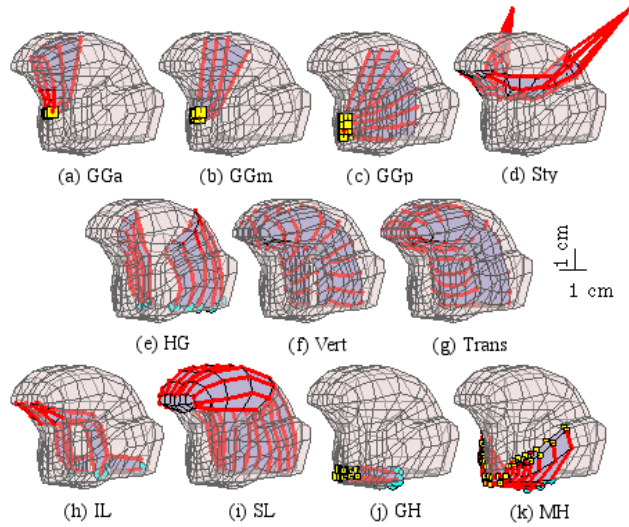 (a) GGa
(b) GGm
(c) GGp
(d) Sty
(e) HG
(f) Vert
(g) Trans
1 cm
1 cm
(h) IL
(i) SL
(j) GH
(k) MH